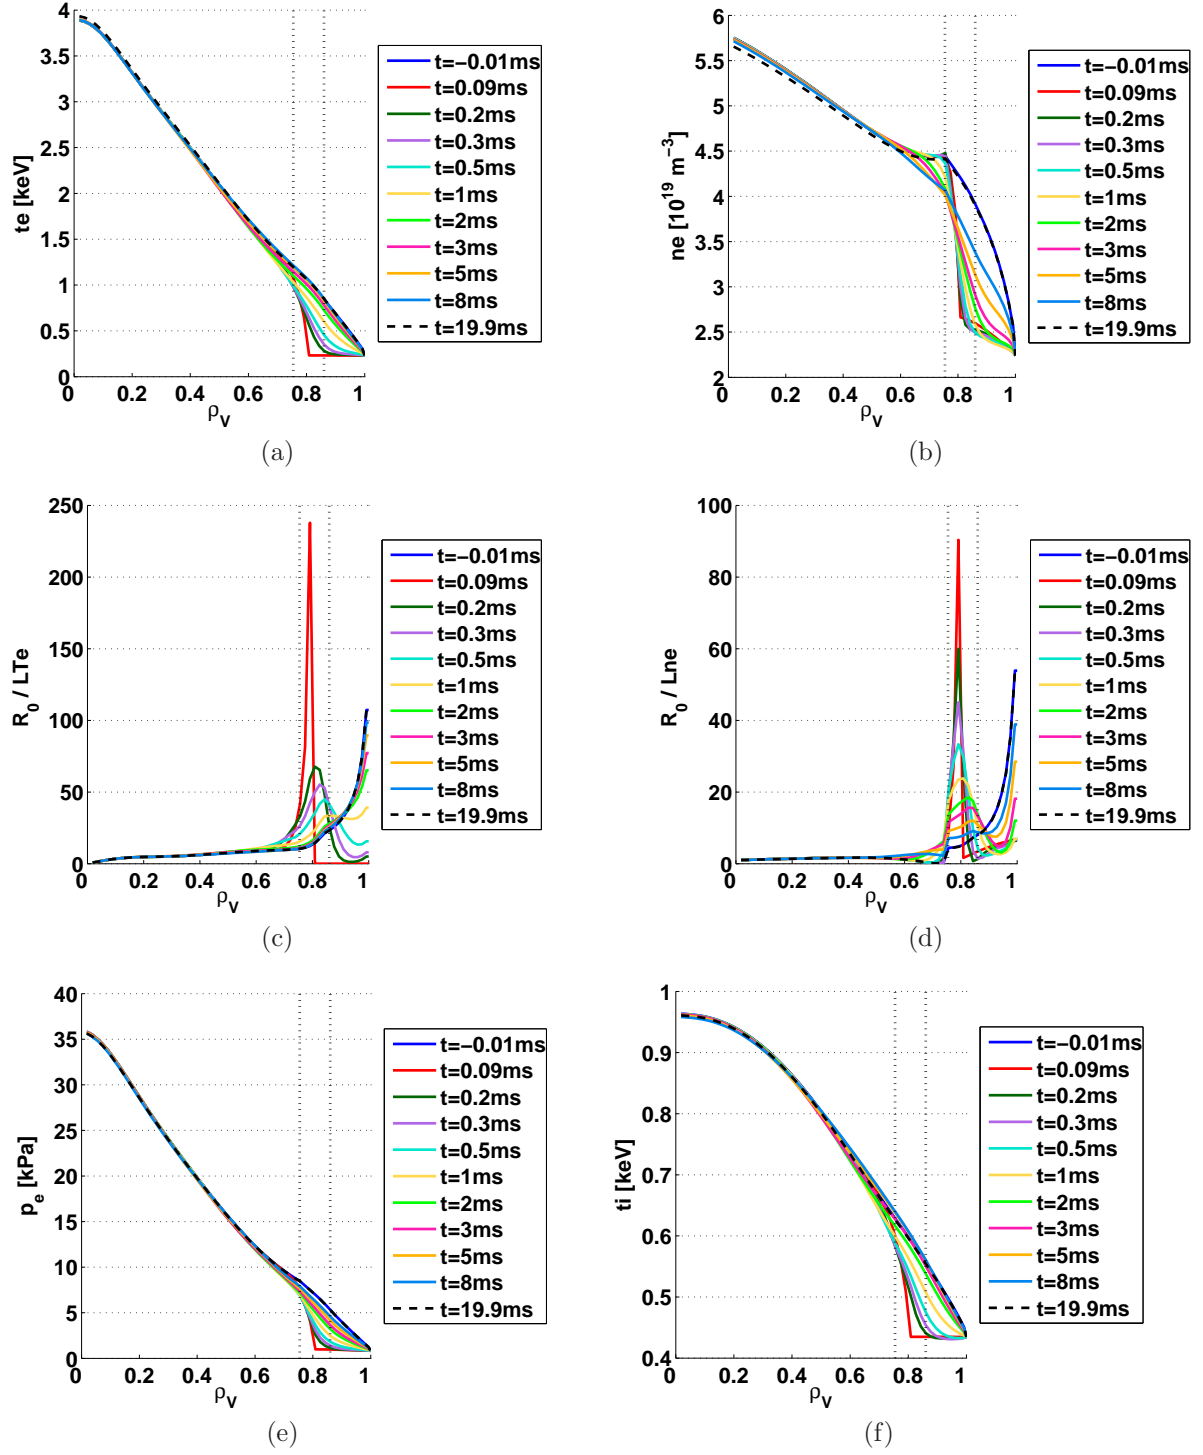 4
3.5
3
2.5
2
1.5
1
0.5
0
te [keV]
0 0.2 0.4 0.6 0.8 1
ρV
t=−0.01ms
t=0.09ms
t=0.2ms
t=0.3ms
t=0.5ms
t=1ms
t=2ms
t=3ms
t=5ms
t=8ms
t=19.9ms
(a)
6
5.5
5
4.5
4
3.5
3
2.5
2
ne [10^19 m^−3]
0 0.2 0.4 0.6 0.8 1
ρV
t=−0.01ms
t=0.09ms
t=0.2ms
t=0.3ms
t=0.5ms
t=1ms
t=2ms
t=3ms
t=5ms
t=8ms
t=19.9ms
(b)
250
200
150
100
50
0
R0 / LTe
0 0.2 0.4 0.6 0.8 1
ρV
t=−0.01ms
t=0.09ms
t=0.2ms
t=0.3ms
t=0.5ms
t=1ms
t=2ms
t=3ms
t=5ms
t=8ms
t=19.9ms
(c)
100
80
60
40
20
0
R0 / Lne
0 0.2 0.4 0.6 0.8 1
ρV
t=−0.01ms
t=0.09ms
t=0.2ms
t=0.3ms
t=0.5ms
t=1ms
t=2ms
t=3ms
t=5ms
t=8ms
t=19.9ms
(d)
40
35
30
25
20
15
10
5
0
pe [kPa]
0 0.2 0.4 0.6 0.8 1
ρV
t=−0.01ms
t=0.09ms
t=0.2ms
t=0.3ms
t=0.5ms
t=1ms
t=2ms
t=3ms
t=5ms
t=8ms
t=19.9ms
(e)
1
0.9
0.8
0.7
0.6
0.5
0.4
ti [keV]
0 0.2 0.4 0.6 0.8 1
ρV
t=−0.01ms
t=0.09ms
t=0.2ms
t=0.3ms
t=0.5ms
t=1ms
t=2ms
t=3ms
t=5ms
t=8ms
t=19.9ms
(f)